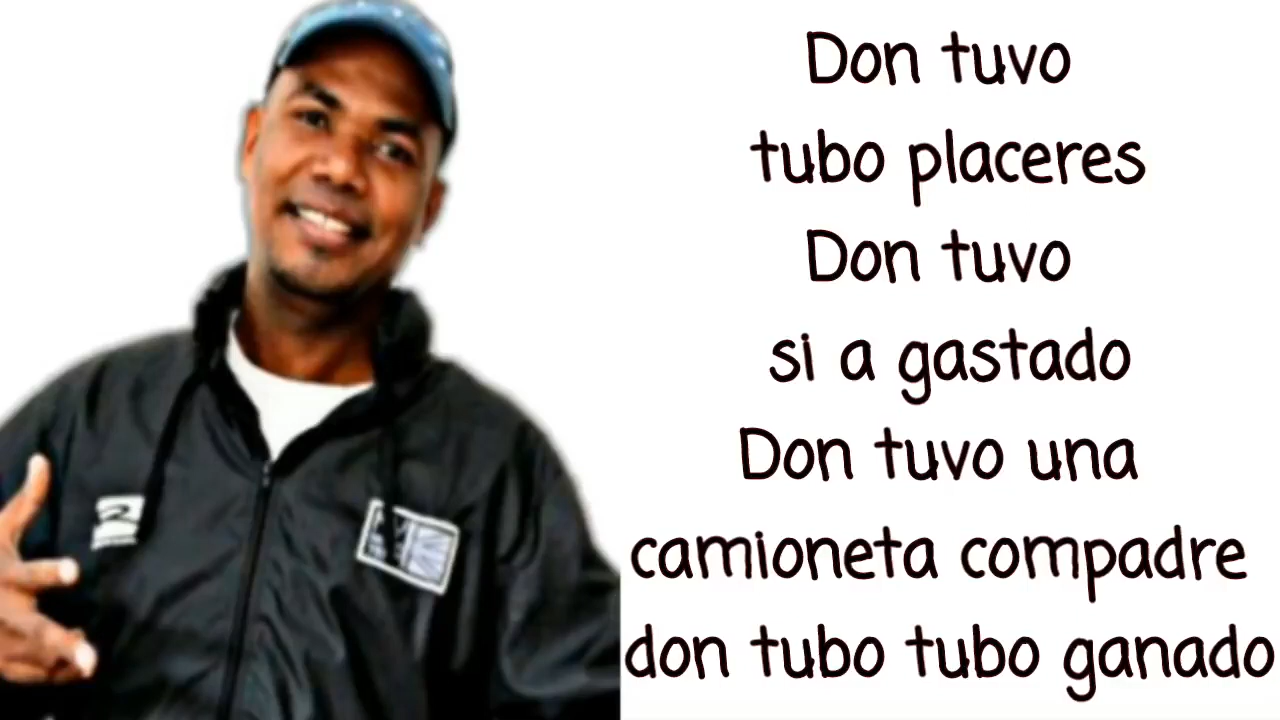 Don tuvo
tubo placeres
Don tuvo
si a gastado
Don tuvo una
camioneta compadre
don tubo tubo ganado